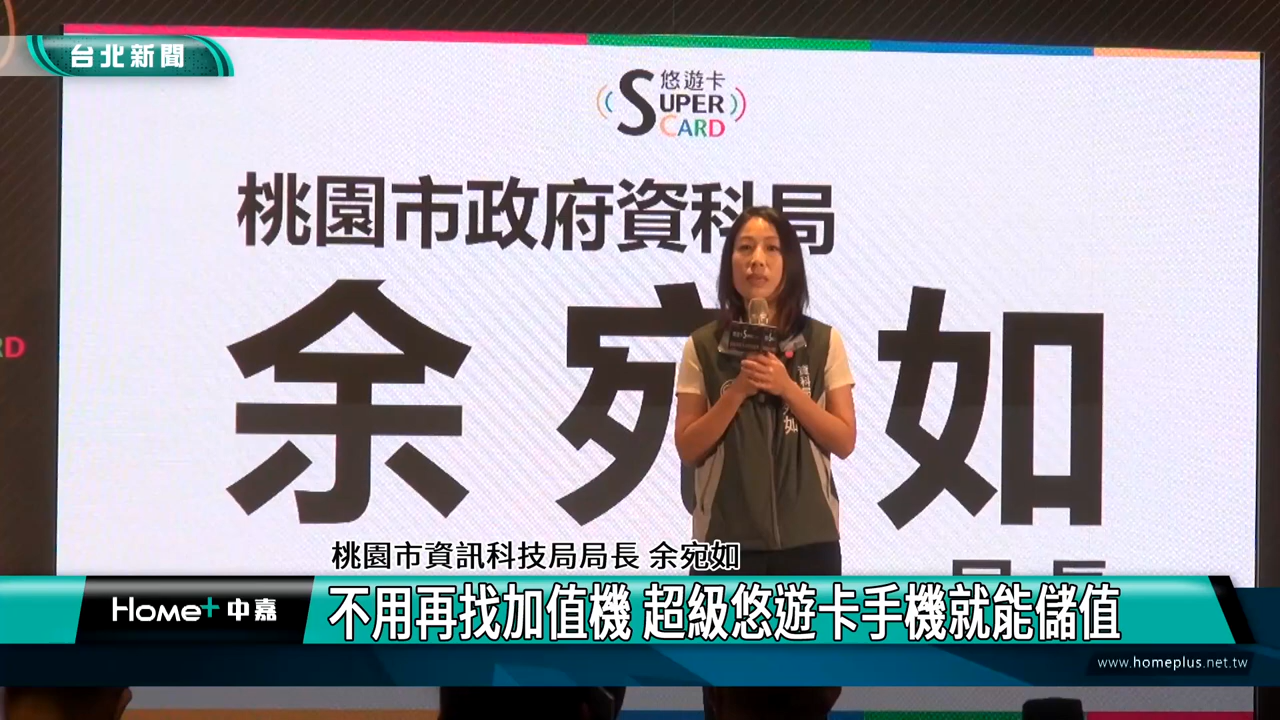 台北新聞
悠遊卡
SUPER
CARD
桃園市政府資科局
余宛如
局長
桃園市資訊科技局局長 余宛如
Home+中嘉
不用再找加值機 超級悠遊卡手機就能儲值
www.homeplus.net.tw